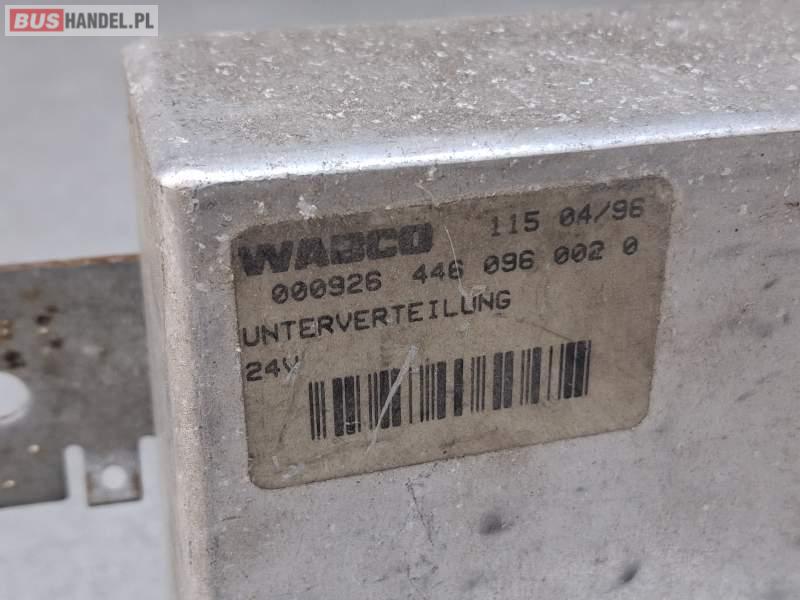 BUSHANDEL.PL
WABCO 115 04/96
000926 446 096 002 0
UNTERVERTEILUNG
24V